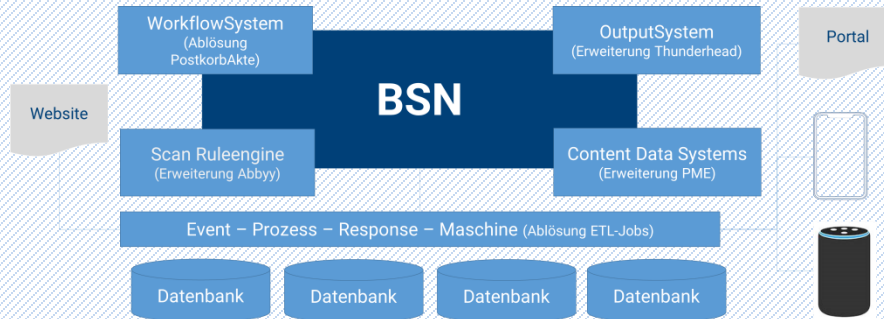 WorkflowSystem
(Ablösung
PostkorbAkte)
OutputSystem
(Erweiterung Thunderhead)
Portal
BSN
Website
Scan Ruleengine
(Erweiterung Abbyy)
Content Data Systems
(Erweiterung PME)
Event – Prozess – Response – Maschine (Ablösung ETL-Jobs)
Datenbank
Datenbank
Datenbank
Datenbank